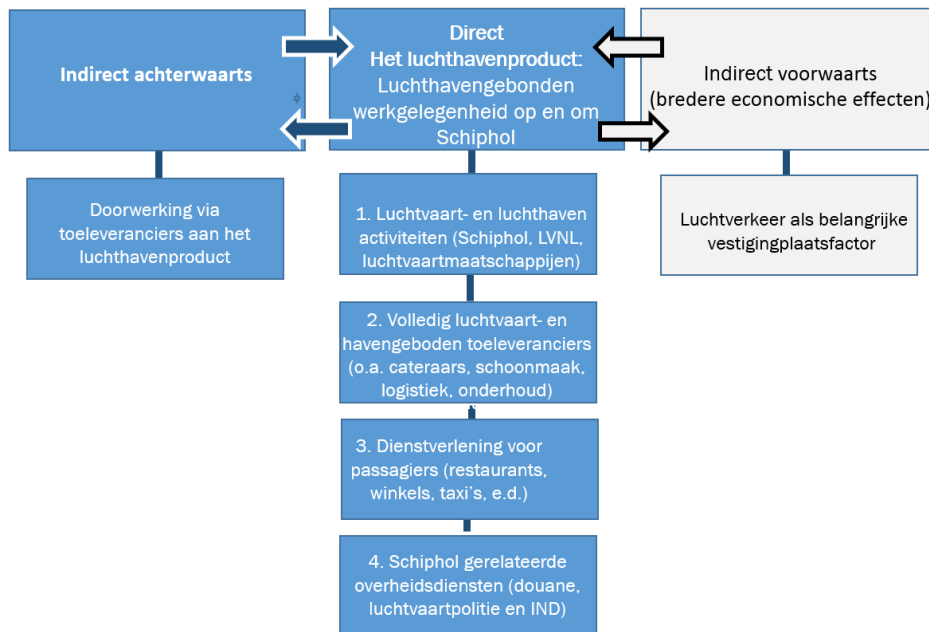 Indirect achterwaarts
Direct
Het luchthavenproduct:
Luchthavengebonden
werkgelegenheid op en om
Schiphol
Indirect voorwaarts
(bredere economische effecten)
Doorwerking via
toeleveranciers aan het
luchthavenproduct
1. Luchtvaart- en luchthaven
activiteiten (Schiphol, LVNL,
luchtvaartmaatschappijen)
Luchtverkeer als belangrijke
vestigingplaatsfactor
2. Volledig luchtvaart- en
havengeboden toeleveranciers
(o.a. cateraars, schoonmaak,
logistiek, onderhoud)
3. Dienstverlening voor
passagiers (restaurants,
winkels, taxi's, e.d.)
4. Schiphol gerelateerde
overheidsdiensten (douane,
luchtvaartpolitie en IND)